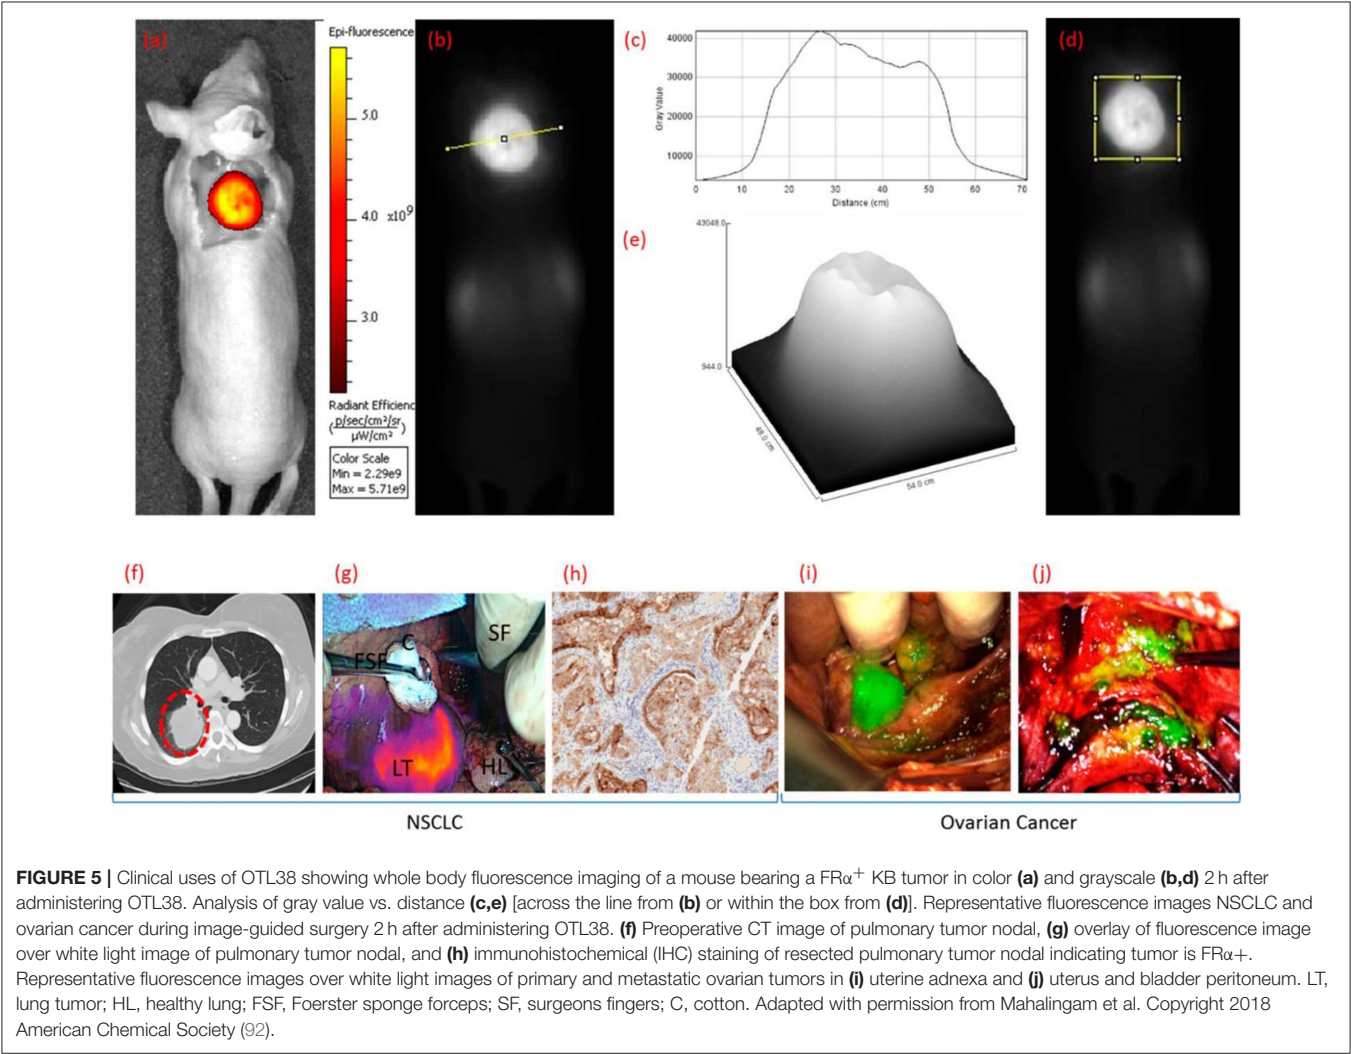 (a)
Epi-fluorescence
5.0
4.0 x10⁹
3.0
Radiant Efficienc
(p/sec/cm²/sr
µW/cm²)
Color Scale
Min = 2.29e9
Max = 5.71e9
(b)
(c)
40000
30000
20000
10000
Gray Value
0 10 20 30 40 50 60 70
Distance (cm)
(d)
(e)
43048.0
944.0
48.0 cm
54.0 cm
(f)
(g)
(h)
(i)
(j)
C
SF
FSF
LT
HL
NSCLC
Ovarian Cancer
FIGURE 5 | Clinical uses of OTL38 showing whole body fluorescence imaging of a mouse bearing a FRα⁺ KB tumor in color (a) and grayscale (b,d) 2 h after
administering OTL38. Analysis of gray value vs. distance (c,e) [across the line from (b) or within the box from (d)]. Representative fluorescence images NSCLC and
ovarian cancer during image-guided surgery 2 h after administering OTL38. (f) Preoperative CT image of pulmonary tumor nodal, (g) overlay of fluorescence image
over white light image of pulmonary tumor nodal, and (h) immunohistochemical (IHC) staining of resected pulmonary tumor nodal indicating tumor is FRα+.
Representative fluorescence images over white light images of primary and metastatic ovarian tumors in (i) uterine adnexa and (j) uterus and bladder peritoneum. LT,
lung tumor; HL, healthy lung; FSF, Foerster sponge forceps; SF, surgeons fingers; C, cotton. Adapted with permission from Mahalingam et al. Copyright 2018
American Chemical Society (92).